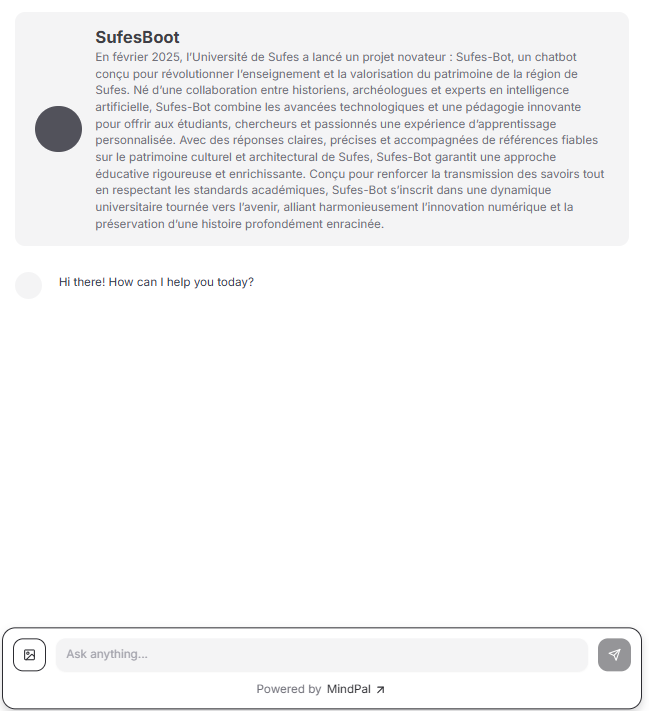 SufesBoot
En février 2025, l’Université de Sufes a lancé un projet novateur : Sufes-Bot, un chatbot
conçu pour révolutionner l’enseignement et la valorisation du patrimoine de la région de
Sufes. Né d’une collaboration entre historiens, archéologues et experts en intelligence
artificielle, Sufes-Bot combine les avancées technologiques et une pédagogie innovante
pour offrir aux étudiants, chercheurs et passionnés une expérience d’apprentissage
personnalisée. Avec des réponses claires, précises et accompagnées de références fiables
sur le patrimoine culturel et architectural de Sufes, Sufes-Bot garantit une approche
éducative rigoureuse et enrichissante. Conçu pour renforcer la transmission des savoirs tout
en respectant les standards académiques, Sufes-Bot s’inscrit dans une dynamique
universitaire tournée vers l’avenir, alliant harmonieusement l’innovation numérique et la
préservation d’une histoire profondément enracinée.
Hi there! How can I help you today?
Ask anything...
Powered by MindPal